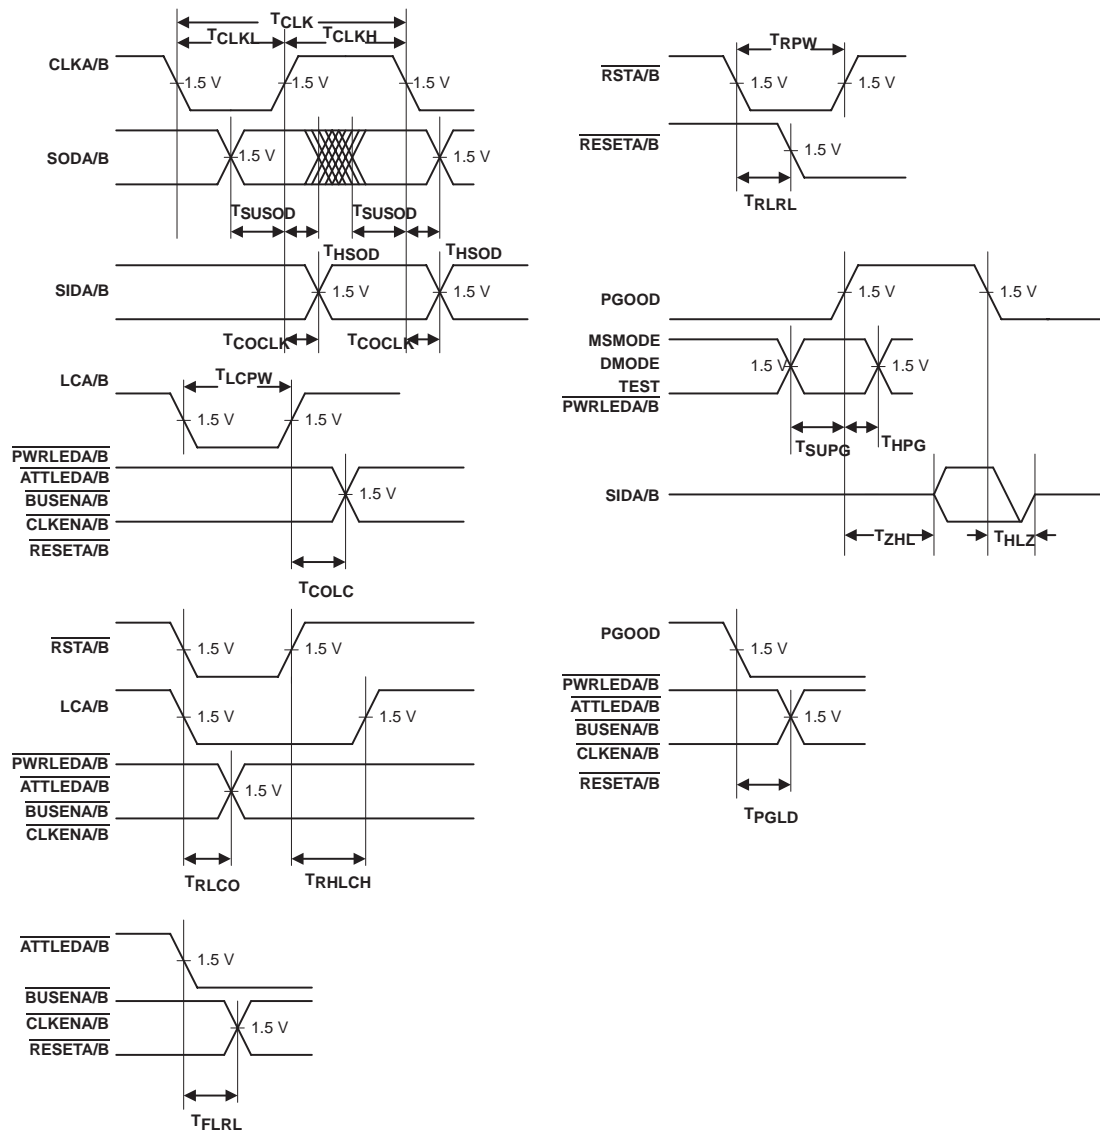 TCLK
TCLKL TCLKH
CLKA/B 1.5 V 1.5 V 1.5 V
SODA/B 1.5 V 1.5 V
TSUSOD TSUSOD
THSOD THSOD
SIDA/B 1.5 V 1.5 V
TCOCLK TCOCLK
TLCPW
LCA/B 1.5 V 1.5 V
PWRLEDA/B
ATTLEDA/B
BUSENA/B 1.5 V
CLKENA/B
RESETA/B
TCOLC
RSTA/B 1.5 V 1.5 V
LCA/B 1.5 V 1.5 V
PWRLEDA/B
ATTLEDA/B 1.5 V
BUSENA/B
CLKENA/B
TRLCO TRHLCH
ATTLEDA/B 1.5 V
BUSENA/B
CLKENA/B 1.5 V
RESETA/B
TFLRL
TRPW
RSTA/B 1.5 V 1.5 V
RESETA/B 1.5 V
TRLRL
PGOOD 1.5 V 1.5 V
MSMODE
DMODE 1.5 V 1.5 V
TEST
PWRLEDA/B
TSUPG THPG
SIDA/B
TZHL THLZ
PGOOD 1.5 V
PWRLEDA/B
ATTLEDA/B 1.5 V
BUSENA/B
CLKENA/B
RESETA/B
TPGLD